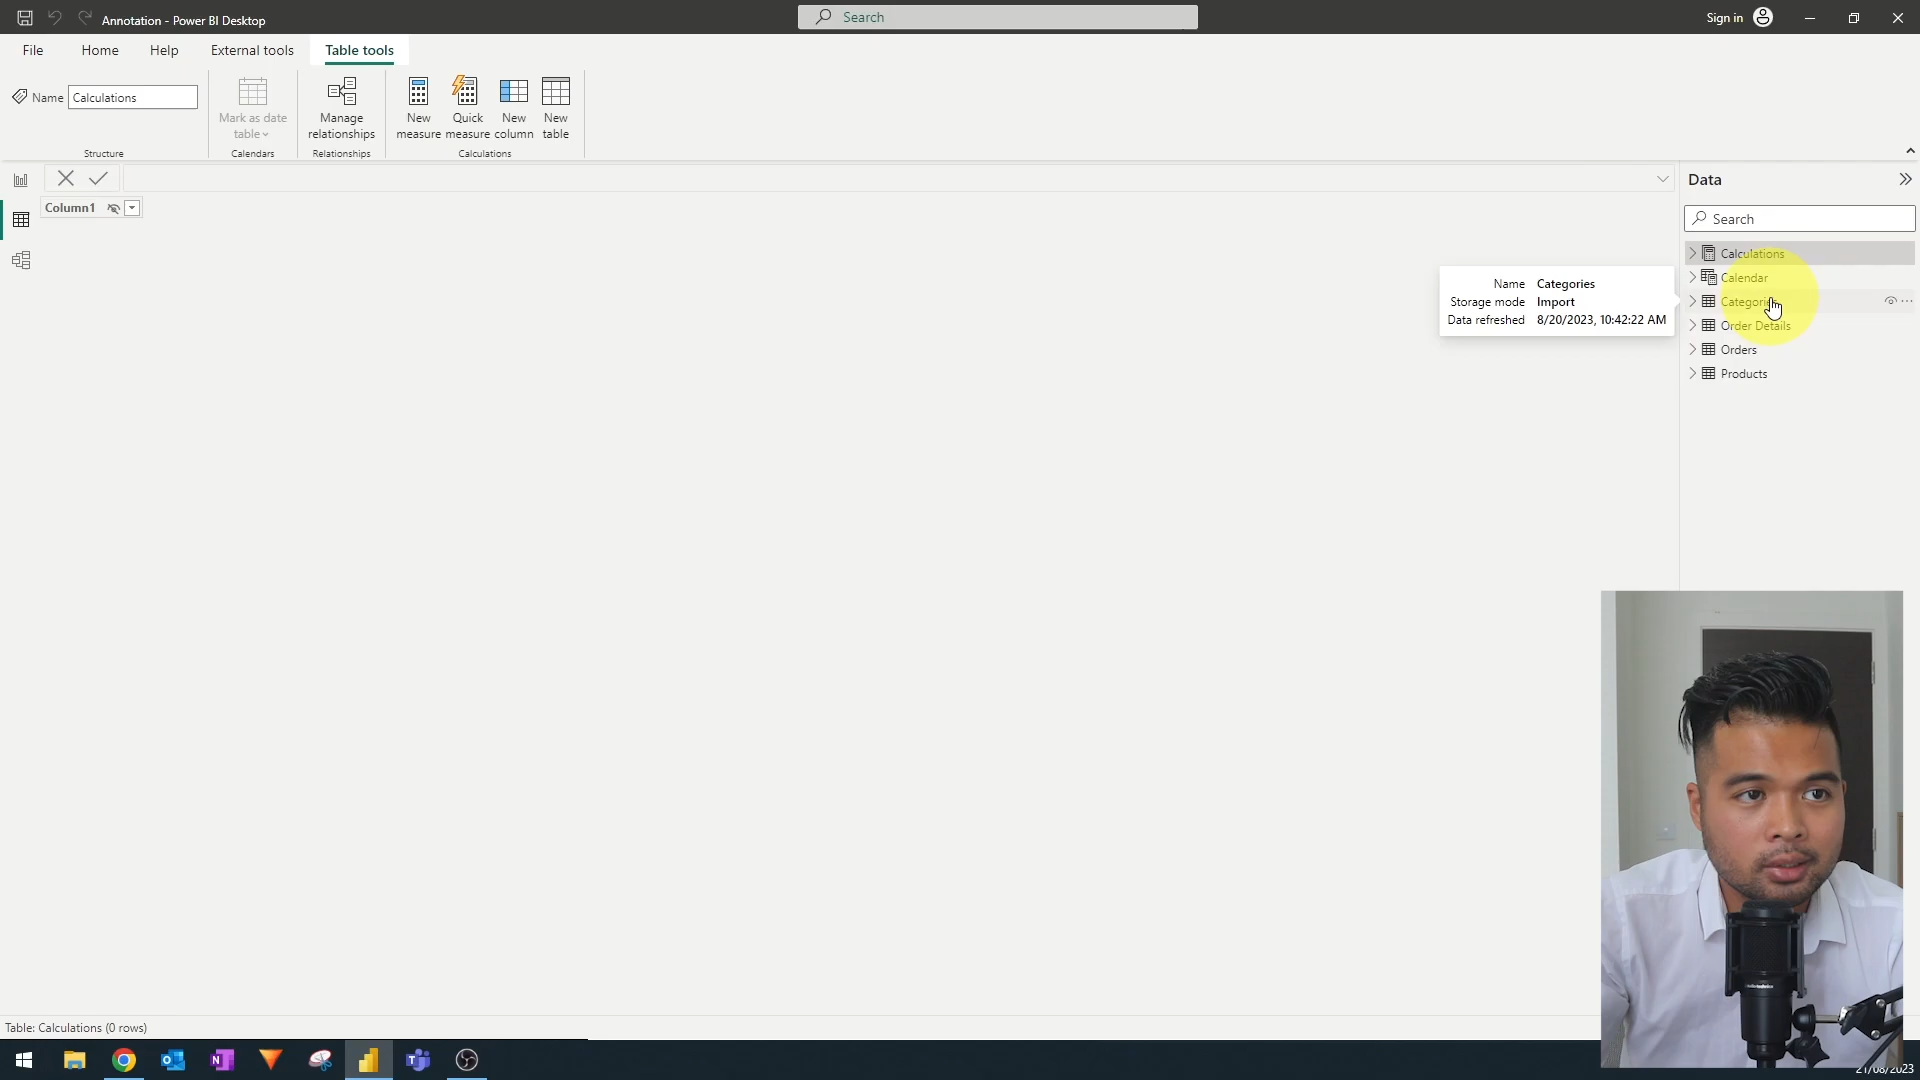 Annotation - Power BI Desktop
Search
Sign in
File Home Help External tools Table tools
Name Calculations
Mark as date table
Manage relationships
New measure
Quick measure
New column
New table
Structure
Calendars
Relationships
Calculations
Column1
Data
Search
Calculations
Calendar
Categories
Order Details
Orders
Products
Name Categories
Storage mode Import
Data refreshed 8/20/2023, 10:42:22 AM
Table: Calculations (0 rows)
21/08/2023